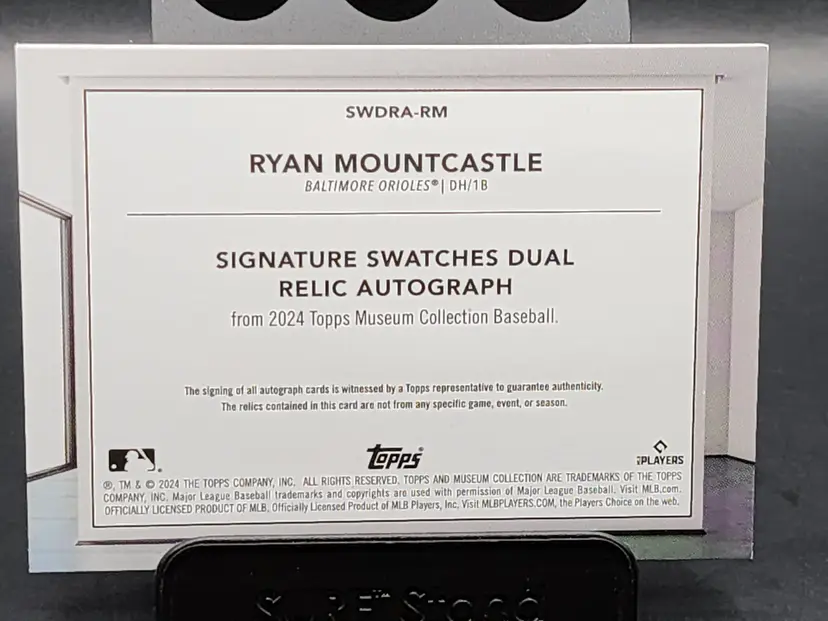 SWDRA-RM
RYAN MOUNTCASTLE
BALTIMORE ORIOLES® | DH/1B
SIGNATURE SWATCHES DUAL
RELIC AUTOGRAPH
from 2024 Topps Museum Collection Baseball.
The signing of all autograph cards is witnessed by a Topps representative to guarantee authenticity.
The relics contained in this card are not from any specific game, event, or season.
topps
PLAYERS
®, TM & © 2024 THE TOPPS COMPANY, INC. ALL RIGHTS RESERVED. TOPPS AND MUSEUM COLLECTION ARE TRADEMARKS OF THE TOPPS
COMPANY, INC. Major League Baseball trademarks and copyrights are used with permission of Major League Baseball. Visit MLB.com.
OFFICIALLY LICENSED PRODUCT OF MLB. Officially Licensed Product of MLB Players, Inc. Visit MLBPLAYERS.COM, the Players Choice on the web.
Stand